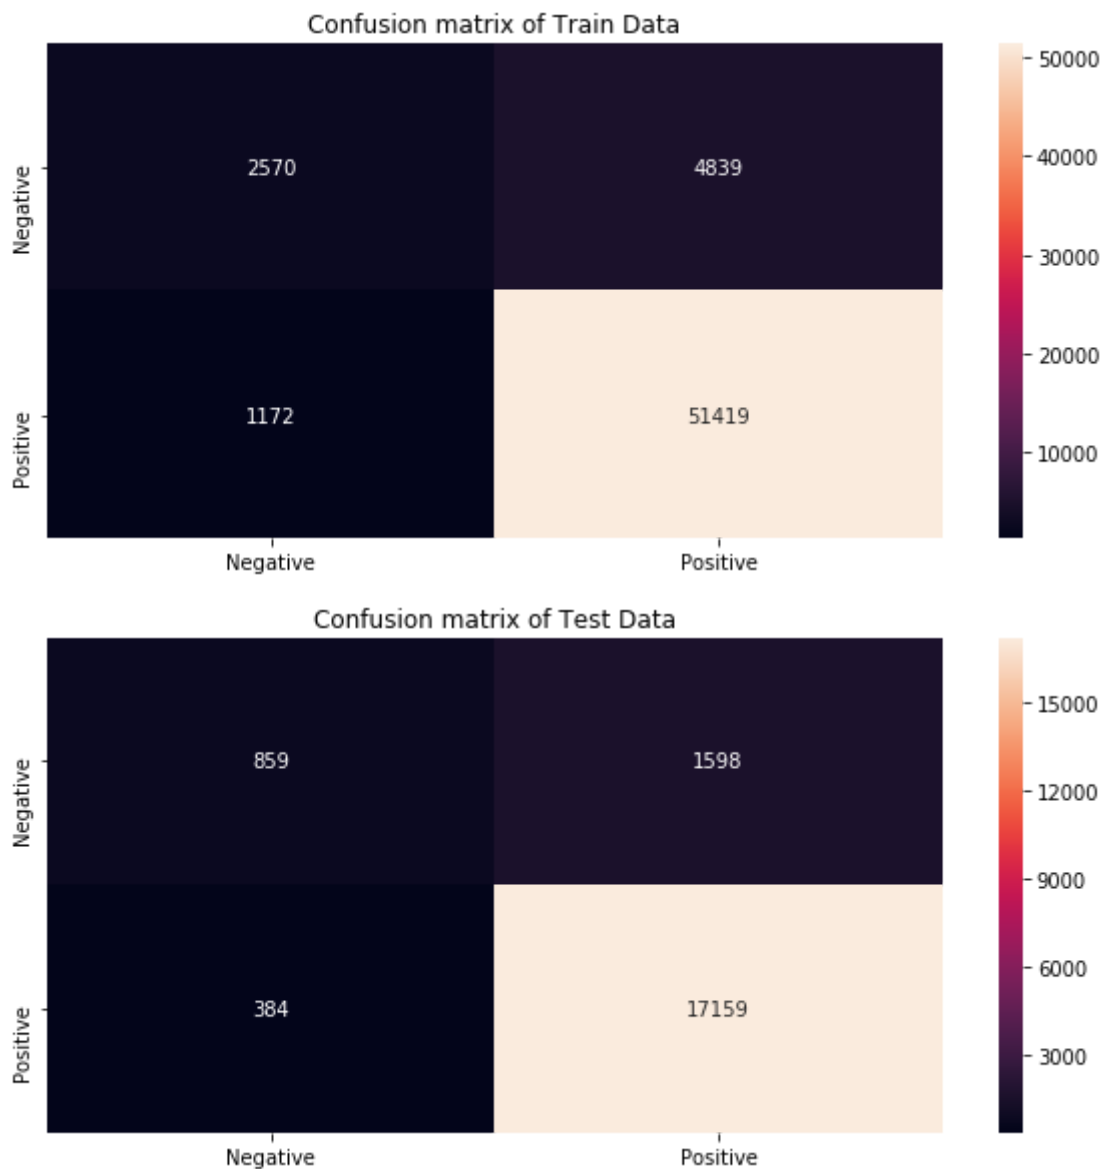 Confusion matrix of Train Data
50000
2570 4839
40000
Negative
30000
20000
1172 51419
Positive
10000
Negative Positive
Confusion matrix of Test Data
15000
859 1598
12000
Negative
9000
6000
384 17159
Positive
3000
Negative Positive